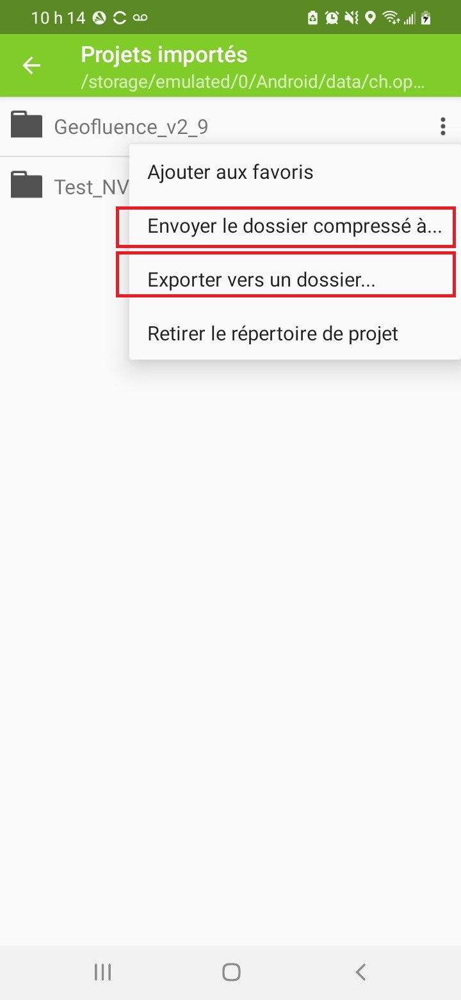 10 h 14
Projets importés
/storage/emulated/0/Android/data/ch.op...
Geofluence_v2_9
Ajouter aux favoris
Test_NV
Envoyer le dossier compressé à...
Exporter vers un dossier...
Retirer le répertoire de projet